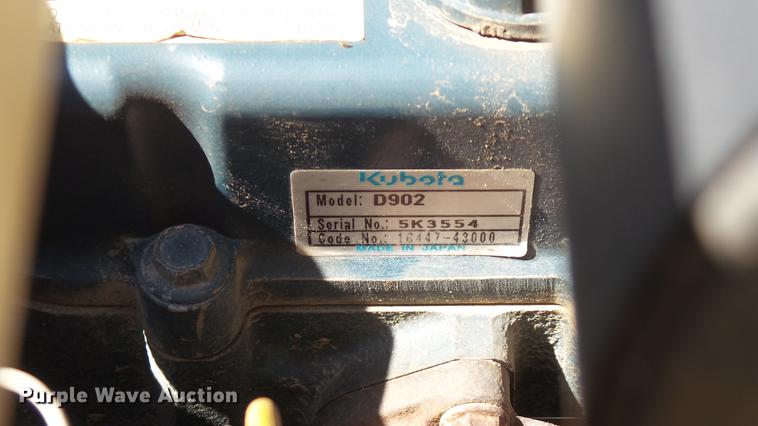 Kubota
Model: D902
Serial No.: 5K3554
Code No.: 16447-43000
MADE IN JAPAN
Purple Wave Auction